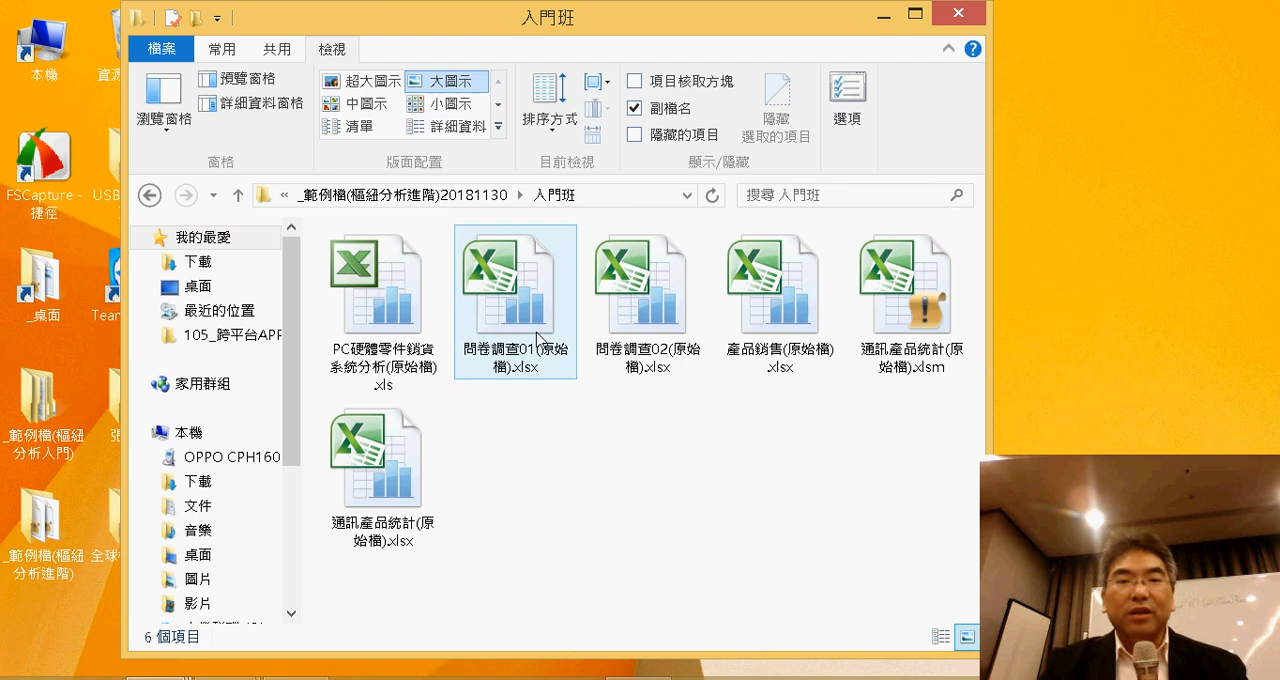 入門班
檔案 常用 共用 檢視
瀏覽窗格
預覽窗格
詳細資料窗格
窗格
超大圖示 大圖示
中圖示 小圖示
清單 詳細資料
版面配置
排序方式
目前檢視
項目核取方塊
副檔名
隱藏的項目
隱藏
選取的項目
顯示/隱藏
選項
« _範例檔(樞紐分析進階)20181130 入門班
搜尋 入門班
本機
FSCapture -
捷徑
_桌面
_範例檔(樞紐
分析入門)
_範例檔(樞紐
分析進階)
USB
我的最愛
下載
桌面
最近的位置
105_跨平台APP
家用群組
本機
OPPO CPH160
下載
文件
音樂
桌面
圖片
影片
PC硬體零件銷貨
系統分析(原始檔)
.xls
問卷調查01(原始
檔).xlsx
問卷調查02(原始
檔).xlsx
產品銷售(原始檔)
.xlsx
通訊產品統計(原
始檔).xlsm
通訊產品統計(原
始檔).xlsx
6 個項目